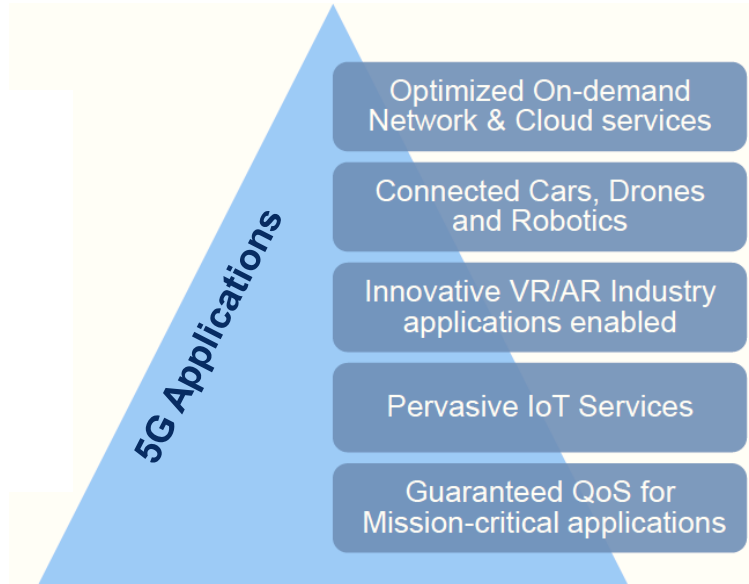 5G Applications
Optimized On-demand
Network & Cloud services
Connected Cars, Drones
and Robotics
Innovative VR/AR Industry
applications enabled
Pervasive IoT Services
Guaranteed QoS for
Mission-critical applications